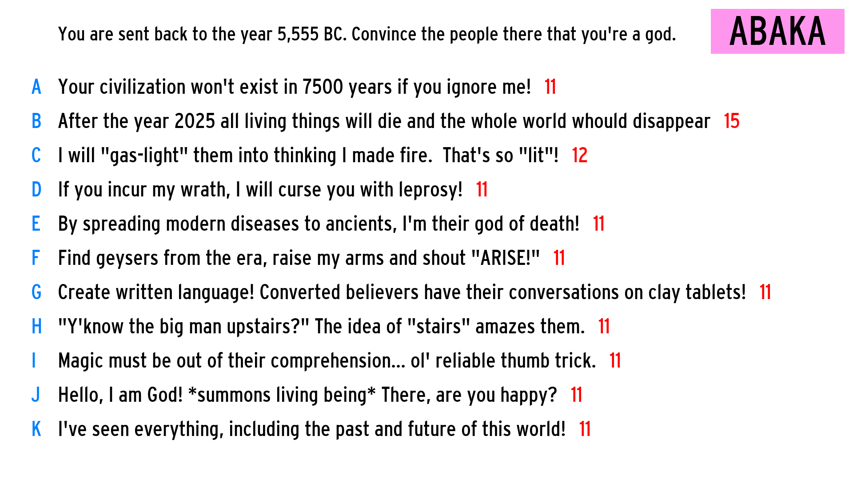 You are sent back to the year 5,555 BC. Convince the people there that you're a god.
ABAKA
A Your civilization won't exist in 7500 years if you ignore me! 11
B After the year 2025 all living things will die and the whole world whould disappear 15
C I will "gas-light" them into thinking I made fire. That's so "lit"! 12
D If you incur my wrath, I will curse you with leprosy! 11
E By spreading modern diseases to ancients, I'm their god of death! 11
F Find geysers from the era, raise my arms and shout "ARISE!" 11
G Create written language! Converted believers have their conversations on clay tablets! 11
H "Y'know the big man upstairs?" The idea of "stairs" amazes them. 11
I Magic must be out of their comprehension... ol' reliable thumb trick. 11
J Hello, I am God! *summons living being* There, are you happy? 11
K I've seen everything, including the past and future of this world! 11